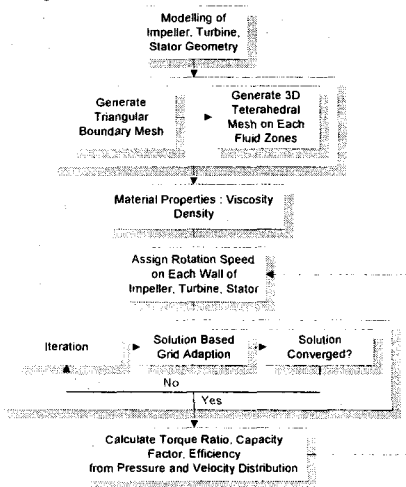 Modelling of
Impeller, Turbine,
Stator Geometry
Generate
Triangular
Boundary Mesh
Generate 3D
Teterahedral
Mesh on Each
Fluid Zones
Material Properties : Viscosity
Density
Assign Rotation Speed
on Each Wall of
Impeller, Turbine, Stator
Iteration
Solution Based
Grid Adaption
Solution
Converged?
No
Yes
Calculate Torque Ratio, Capacity
Factor, Efficiency
from Pressure and Velocity Distribution